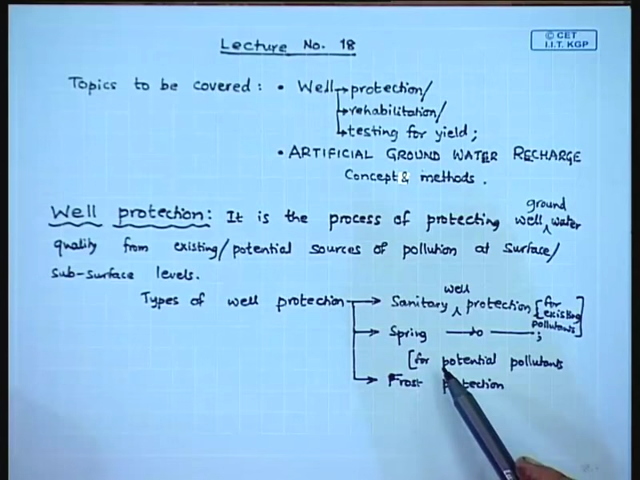 © CET
I.I.T. KGP
Lecture No. 18
Topics to be covered : • Well → protection/
→ rehabilitation/
→ testing for yield ;
• ARTIFICIAL GROUND WATER RECHARGE
Concept & methods .
Well protection: It is the process of protecting well ^ ground water
quality from existing/potential sources of pollution at surface/
sub-surface levels.
Types of well protection → Sanitary ^ well protection [for existing pollutants]
→ Spring —"— ;
[for potential pollutants
→ Frost protection